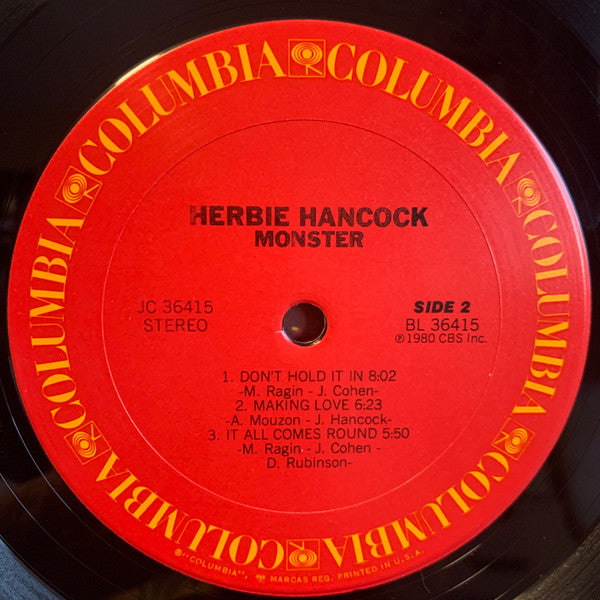 COLUMBIA COLUMBIA COLUMBIA COLUMBIA COLUMBIA COLUMBIA
HERBIE HANCOCK
MONSTER
JC 36415
STEREO
SIDE 2
BL 36415
℗1980 CBS Inc.
1. DON'T HOLD IT IN 8:02
-M. Ragin - J. Cohen-
2. MAKING LOVE 6:23
-A. Mouzon - J. Hancock-
3. IT ALL COMES ROUND 5:50
-M. Ragin - J. Cohen -
D. Rubinson-
®"COLUMBIA", MARCAS REG. PRINTED IN U.S.A.